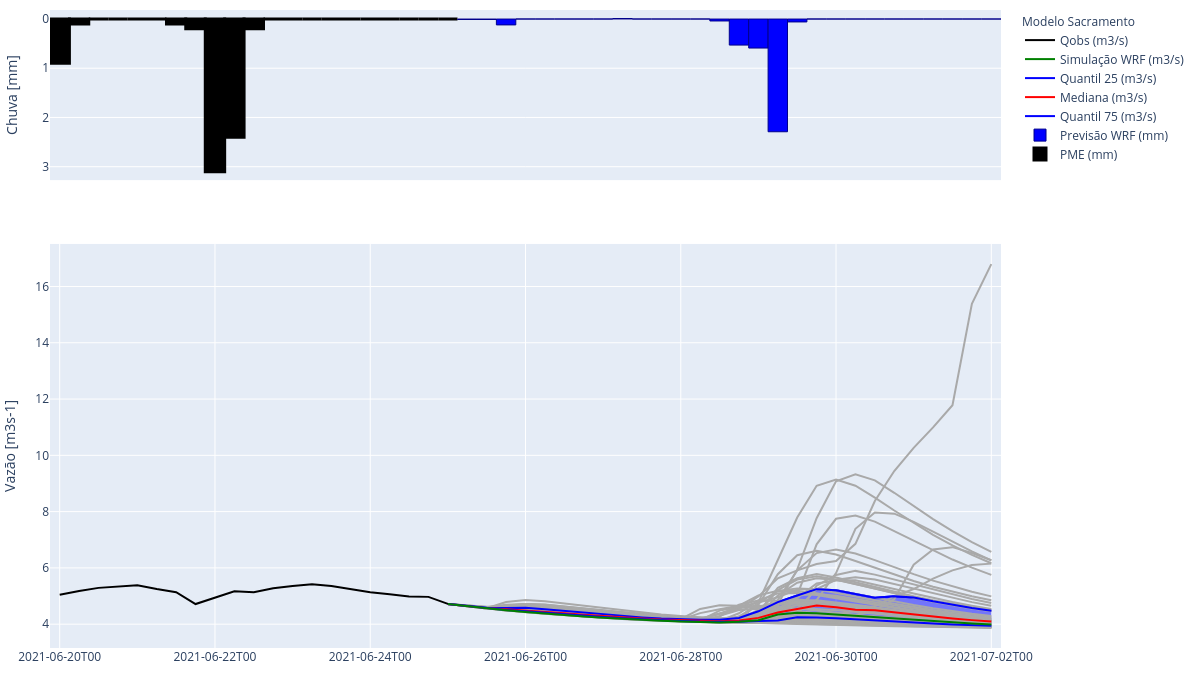 0
1
2
3
Chuva [mm]
Modelo Sacramento
Qobs (m3/s)
Simulação WRF (m3/s)
Quantil 25 (m3/s)
Mediana (m3/s)
Quantil 75 (m3/s)
Previsão WRF (mm)
PME (mm)
16
14
12
10
8
6
4
Vazão [m3s-1]
2021-06-20T00 2021-06-22T00 2021-06-24T00 2021-06-26T00 2021-06-28T00 2021-06-30T00 2021-07-02T00